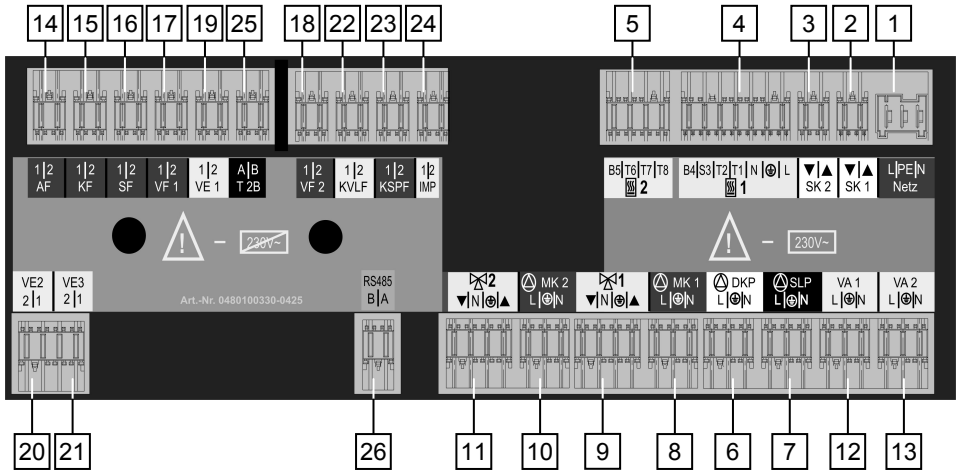 14 15 16 17 19 25 18 22 23 24 5 4 3 2 1
1|2 1|2 1|2 1|2 1|2 A|B 1|2 1|2 1|2 1|2 B5|T6|T7|T8 B4|S3|T2|T1|N|⏚|L ▼|▲ ▼|▲ L|PE|N
AF KF SF VF 1 VE 1 T 2B VF 2 KVLF KSPF IMP 2 1 SK 2 SK 1 Netz
! – 230V~ ! – 230V~
VE2 VE3 RS485 2 MK 2 1 MK 1 DKP SLP VA 1 VA 2
2|1 2|1 B|A ▼|N|⏚|▲ L|⏚|N ▼|N|⏚|▲ L|⏚|N L|⏚|N L|⏚|N L|⏚|N L|⏚|N
Art.-Nr. 0480100330-0425
20 21 26 11 10 9 8 6 7 12 13